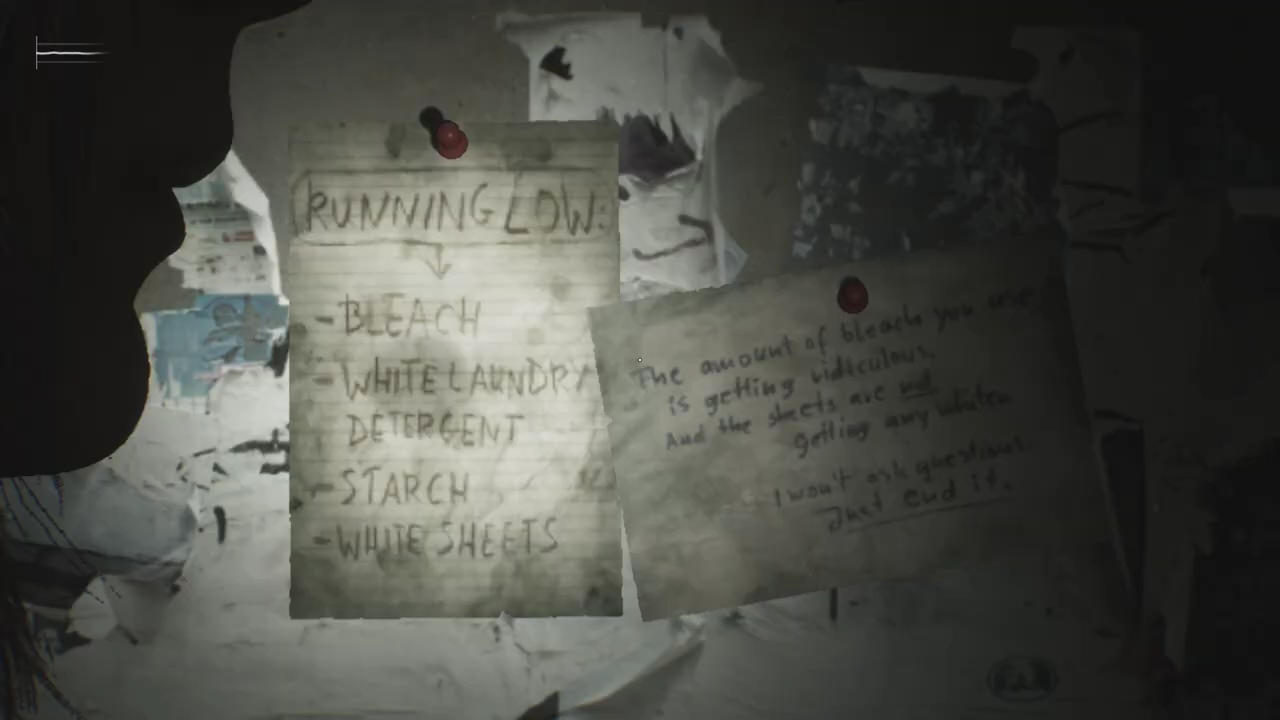 RUNNING LOW:
- BLEACH
- WHITE LAUNDRY
DETERGENT
- STARCH
- WHITE SHEETS
The amount of bleach you use
is getting ridiculous.
And the sheets are not
getting any whiter.
I won't ask questions.
Just end it.